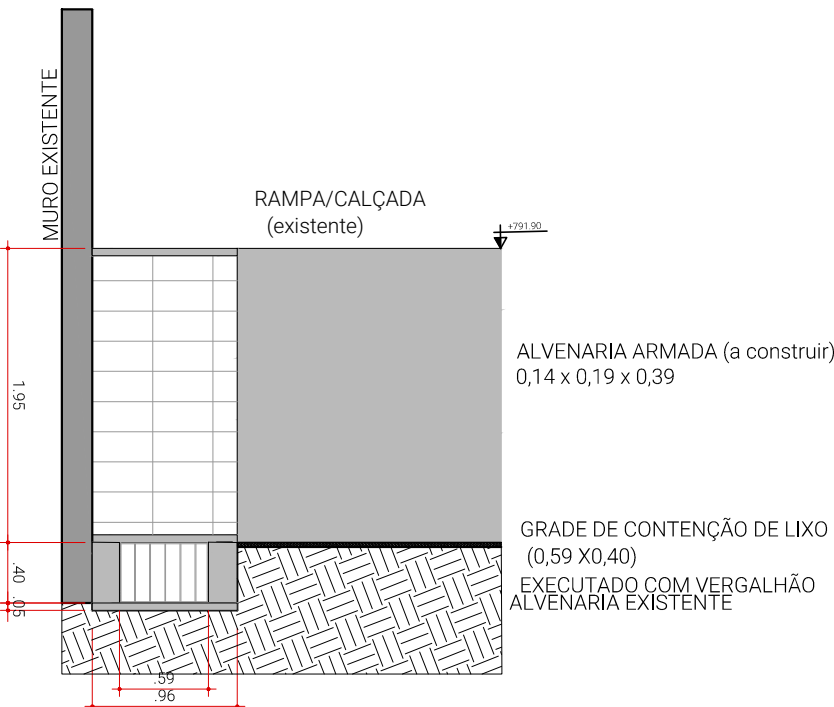 MURO EXISTENTE
RAMPA/CALÇADA
(existente)
+791.90
1.95
ALVENARIA ARMADA (a construir)
0,14 x 0,19 x 0,39
GRADE DE CONTENÇÃO DE LIXO
(0,59 X0,40)
EXECUTADO COM VERGALHÃO
ALVENARIA EXISTENTE
.40
.05
.59
.96